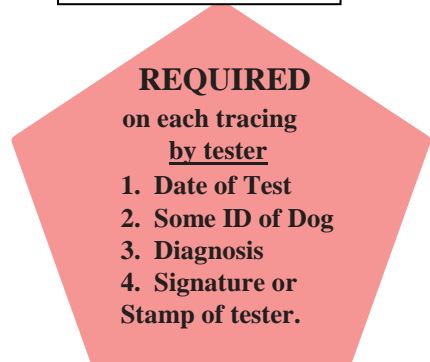 REQUIRED
on each tracing
by tester
1. Date of Test
2. Some ID of Dog
3. Diagnosis
4. Signature or
Stamp of tester.